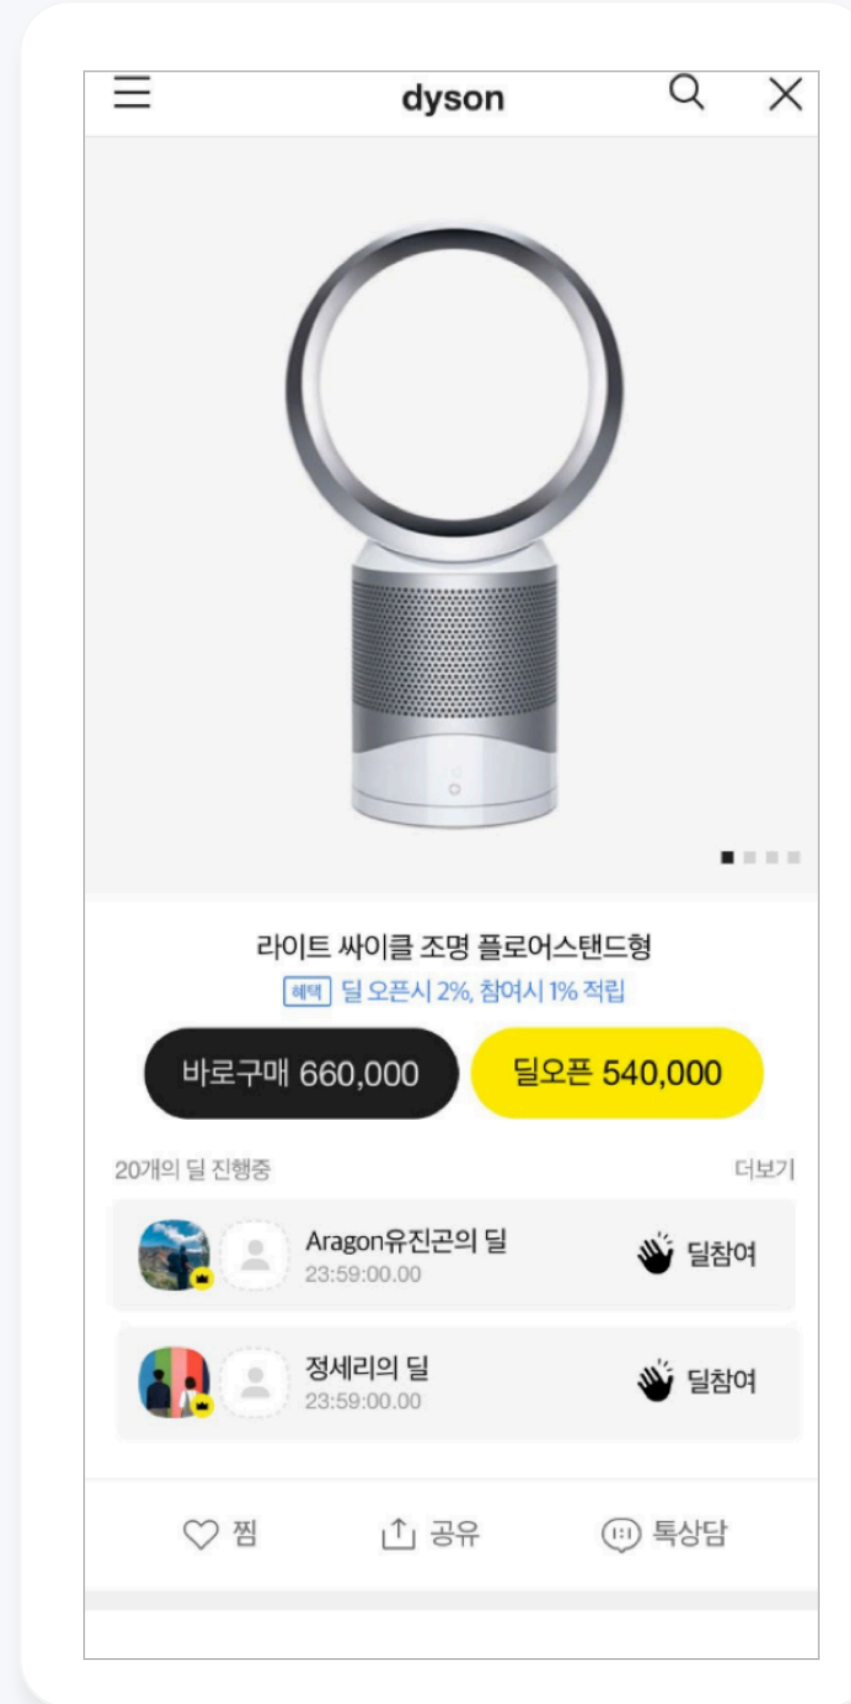 dyson
라이트 싸이클 조명 플로어스탠드형
혜택 딜 오픈시 2%, 참여시 1% 적립
바로구매 660,000 딜오픈 540,000
20개의 딜 진행중 더보기
Aragon유진곤의 딜
23:59:00.00
딜참여
정세리의 딜
23:59:00.00
딜참여
찜 공유 1:1 톡상담